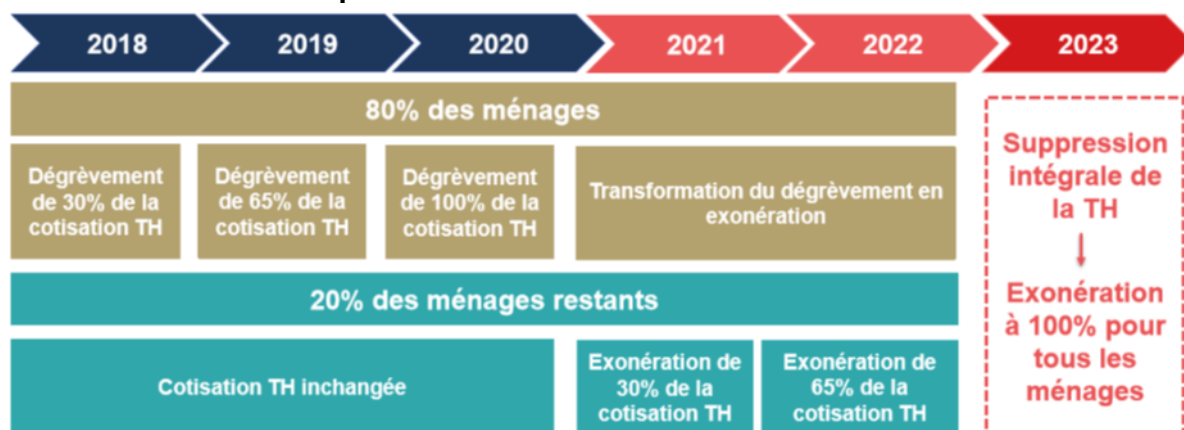 2018 2019 2020 2021 2022 2023
80% des ménages
Dégrèvement
de 30% de la
cotisation TH
Dégrèvement
de 65% de la
cotisation TH
Dégrèvement
de 100% de la
cotisation TH
Transformation du dégrèvement en
exonération
20% des ménages restants
Cotisation TH inchangée
Exonération de
30% de la
cotisation TH
Exonération de
65% de la
cotisation TH
Suppression
intégrale de
la TH
Exonération
à 100% pour
tous les
ménages